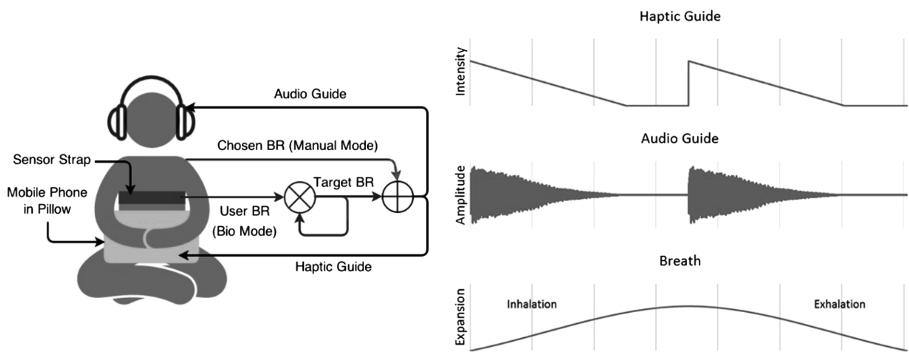 Audio Guide
Chosen BR (Manual Mode)
Sensor Strap
Target BR
Mobile Phone
in Pillow
User BR
(Bio Mode)
Haptic Guide
Haptic Guide
Intensity
Audio Guide
Amplitude
Breath
Expansion
Inhalation
Exhalation